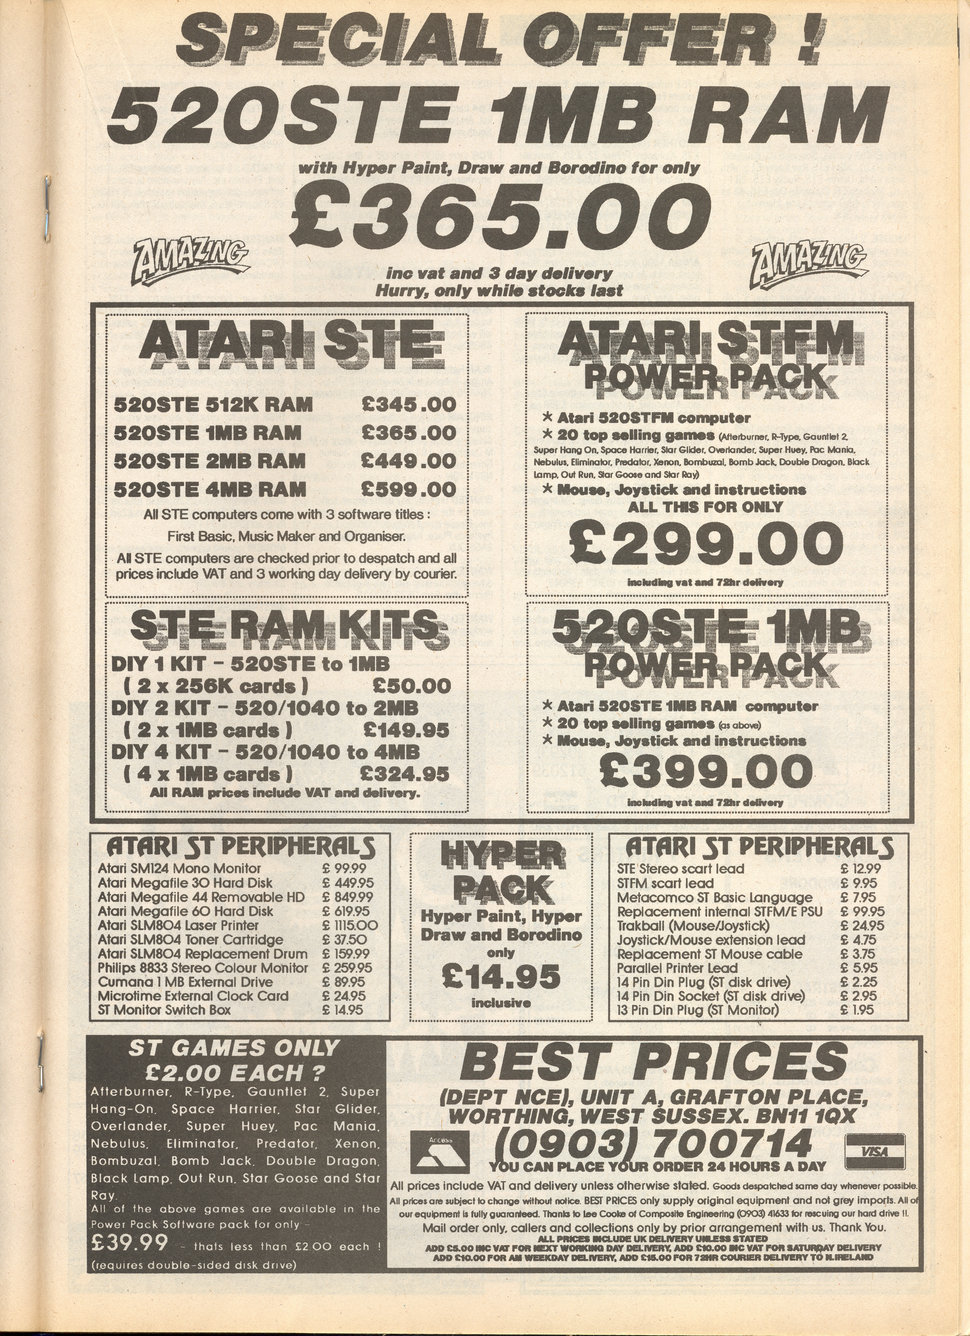 SPECIAL OFFER !
520STE 1MB RAM
with Hyper Paint, Draw and Borodino for only
£365.00
AMAZING
AMAZING
inc vat and 3 day delivery
Hurry, only while stocks last
ATARI STE
520STE 512K RAM £345.00
520STE 1MB RAM £365.00
520STE 2MB RAM £449.00
520STE 4MB RAM £599.00
All STE computers come with 3 software titles :
First Basic, Music Maker and Organiser.
All STE computers are checked prior to despatch and all
prices include VAT and 3 working day delivery by courier.
ATARI STFM
POWER PACK
* Atari 520STFM computer
* 20 top selling games (Afterburner, R-Type, Gauntlet 2,
Super Hang On, Space Harrier, Star Glider, Overlander, Super Huey, Pac Mania,
Nebulus, Eliminator, Predator, Xenon, Bombuzal, Bomb Jack, Double Dragon, Black
Lamp, Out Run, Star Goose and Star Ray)
* Mouse, Joystick and instructions
ALL THIS FOR ONLY
£299.00
including vat and 72hr delivery
STE RAM KITS
DIY 1 KIT - 520STE to 1MB
( 2 x 256K cards ) £50.00
DIY 2 KIT - 520/1040 to 2MB
( 2 x 1MB cards ) £149.95
DIY 4 KIT - 520/1040 to 4MB
( 4 x 1MB cards ) £324.95
All RAM prices include VAT and delivery.
520STE 1MB
POWER PACK
* Atari 520STE 1MB RAM computer
* 20 top selling games (as above)
* Mouse, Joystick and instructions
£399.00
including vat and 72hr delivery
ATARI ST PERIPHERALS
Atari SM124 Mono Monitor £ 99.99
Atari Megafile 30 Hard Disk £ 449.95
Atari Megafile 44 Removable HD £ 849.99
Atari Megafile 60 Hard Disk £ 619.95
Atari SLM804 Laser Printer £ 1115.00
Atari SLM804 Toner Cartridge £ 37.50
Atari SLM804 Replacement Drum £ 159.99
Philips 8833 Stereo Colour Monitor £ 259.95
Cumana 1 MB External Drive £ 89.95
Microtime External Clock Card £ 24.95
ST Monitor Switch Box £ 14.95
HYPER
PACK
Hyper Paint, Hyper
Draw and Borodino
only
£14.95
inclusive
ATARI ST PERIPHERALS
STE Stereo scart lead £ 12.99
STFM scart lead £ 9.95
Metacomco ST Basic Language £ 7.95
Replacement internal STFM/E PSU £ 99.95
Trakball (Mouse/Joystick) £ 24.95
Joystick/Mouse extension lead £ 4.75
Replacement ST Mouse cable £ 3.75
Parallel Printer Lead £ 5.95
14 Pin Din Plug (ST disk drive) £ 2.25
14 Pin Din Socket (ST disk drive) £ 2.95
13 Pin Din Plug (ST Monitor) £ 1.95
ST GAMES ONLY
£2.00 EACH ?
Afterburner, R-Type, Gauntlet 2, Super
Hang-On, Space Harrier, Star Glider,
Overlander, Super Huey, Pac Mania,
Nebulus, Eliminator, Predator, Xenon,
Bombuzal, Bomb Jack, Double Dragon,
Black Lamp, Out Run, Star Goose and Star
Ray.
All of the above games are available in the
Power Pack Software pack for only -
£39.99 - thats less than £2.00 each !
(requires double-sided disk drive)
BEST PRICES
(DEPT NCE), UNIT A, GRAFTON PLACE,
WORTHING, WEST SUSSEX. BN11 1QX
Access
(0903) 700714
VISA
YOU CAN PLACE YOUR ORDER 24 HOURS A DAY
All prices include VAT and delivery unless otherwise stated. Goods despatched same day whenever possible.
All prices are subject to change without notice. BEST PRICES only supply original equipment and not grey imports. All of
our equipment is fully guaranteed. Thanks to Lee Cooke of Composite Engineering (0903) 41633 for rescuing our hard drive !!.
Mail order only, callers and collections only by prior arrangement with us. Thank You.
ALL PRICES INCLUDE UK DELIVERY UNLESS STATED
ADD £5.00 INC VAT FOR NEXT WORKING DAY DELIVERY, ADD £10.00 INC VAT FOR SATURDAY DELIVERY
ADD £10.00 FOR AM WEEKDAY DELIVERY, ADD £15.00 FOR 72HR COURIER DELIVERY TO N.IRELAND